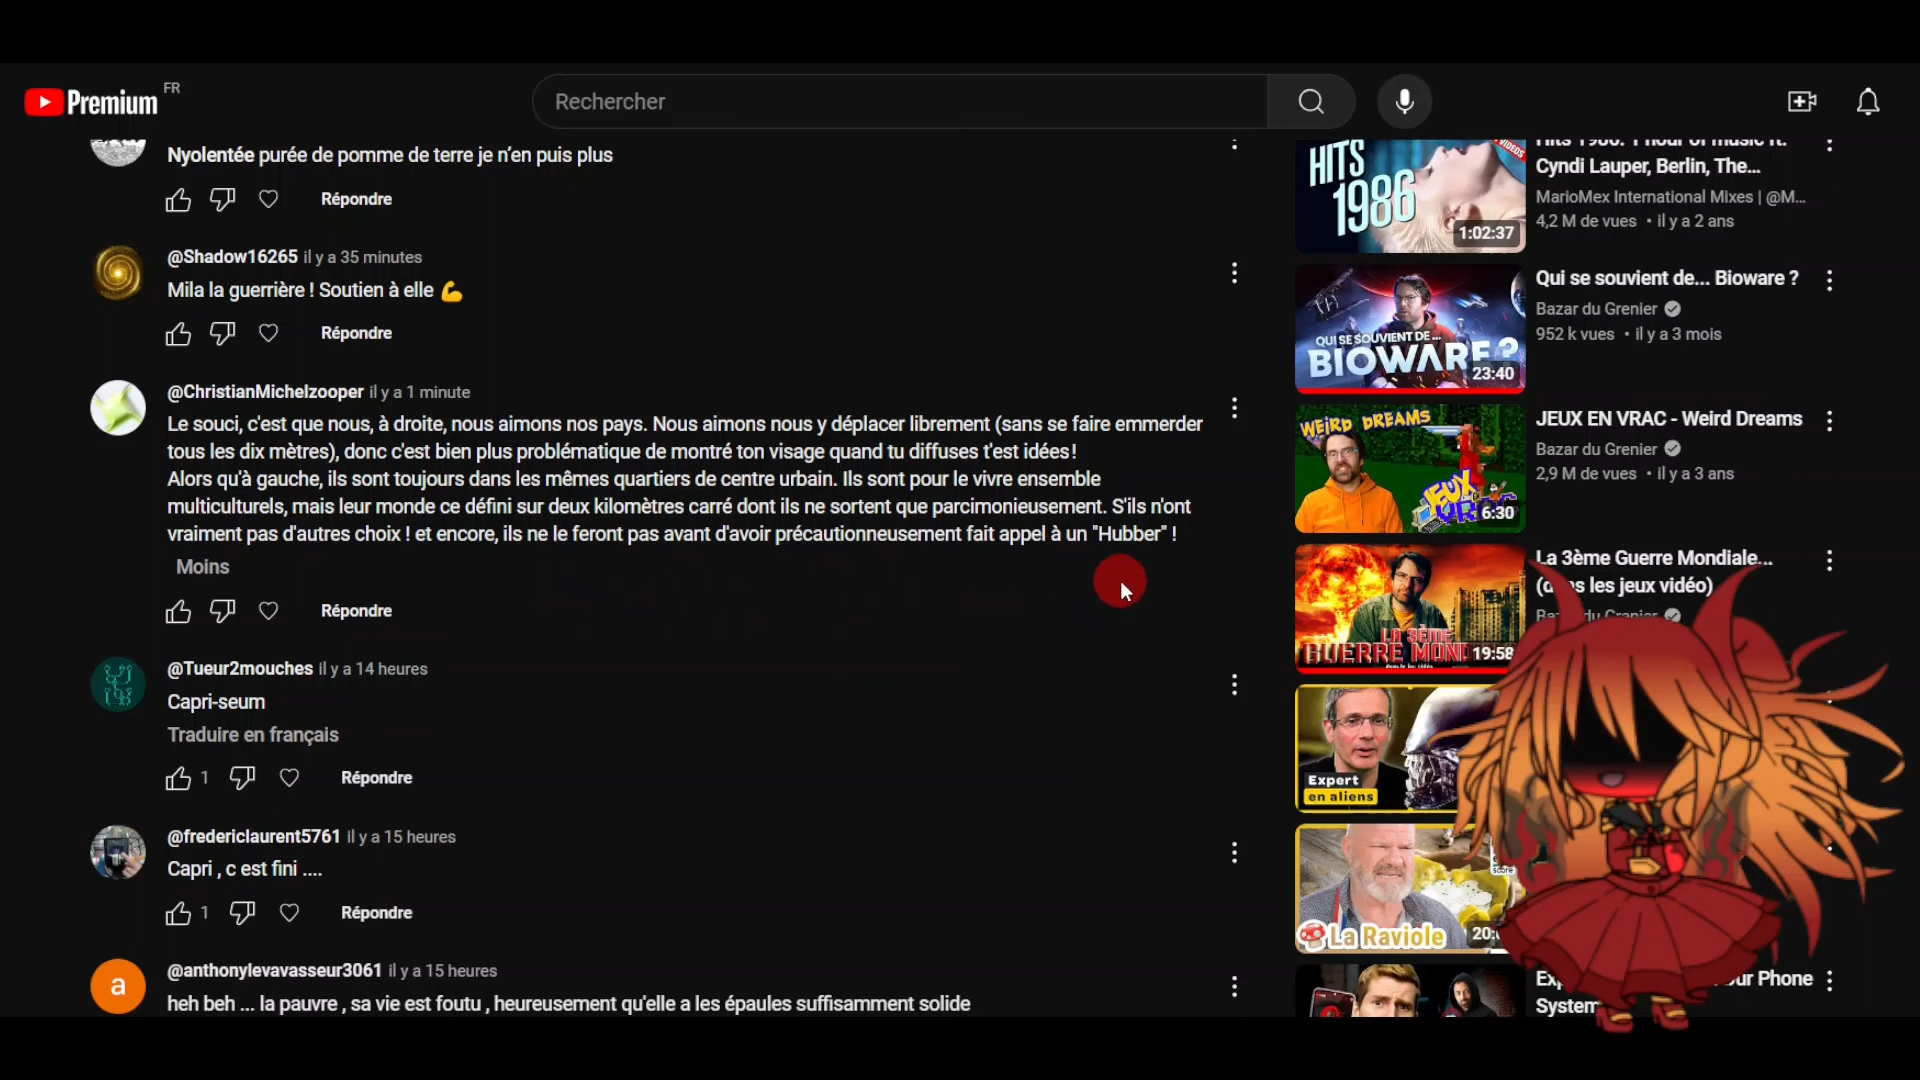 Premium FR
Rechercher
Nyolentée purée de pomme de terre je n'en puis plus
Répondre
@Shadow16265 il y a 35 minutes
Mila la guerrière ! Soutien à elle 💪
Répondre
@ChristianMichelzooper il y a 1 minute
Le souci, c'est que nous, à droite, nous aimons nos pays. Nous aimons nous y déplacer librement (sans se faire emmerder
tous les dix mètres), donc c'est bien plus problématique de montré ton visage quand tu diffuses t'est idées!
Alors qu'à gauche, ils sont toujours dans les mêmes quartiers de centre urbain. Ils sont pour le vivre ensemble
multiculturels, mais leur monde ce défini sur deux kilomètres carré dont ils ne sortent que parcimonieusement. S'ils n'ont
vraiment pas d'autres choix ! et encore, ils ne le feront pas avant d'avoir précautionneusement fait appel à un "Hubber" !
Moins
Répondre
@Tueur2mouches il y a 14 heures
Capri-seum
Traduire en français
1 Répondre
@fredericlaurent5761 il y a 15 heures
Capri , c est fini ....
1 Répondre
a
@anthonylevavasseur3061 il y a 15 heures
heh beh ... la pauvre , sa vie est foutu , heureusement qu'elle a les épaules suffisamment solide
HITS
1986
VIDEOS
1:02:37
Hits 1986: 1 hour of music ft.
Cyndi Lauper, Berlin, The...
MarioMex International Mixes | @M...
4,2 M de vues • il y a 2 ans
QUI SE SOUVIENT DE...
BIOWARE ?
23:40
Qui se souvient de... Bioware ?
Bazar du Grenier
952 k vues • il y a 3 mois
WEIRD DREAMS
JEUX
6:30
JEUX EN VRAC - Weird Dreams
Bazar du Grenier
2,9 M de vues • il y a 3 ans
LA 3ÈME
GUERRE
19:58
La 3ème Guerre Mondiale...
les jeux vidéo)
du Grenier
Expert
en aliens
score
La Raviole
20:
Phone
System